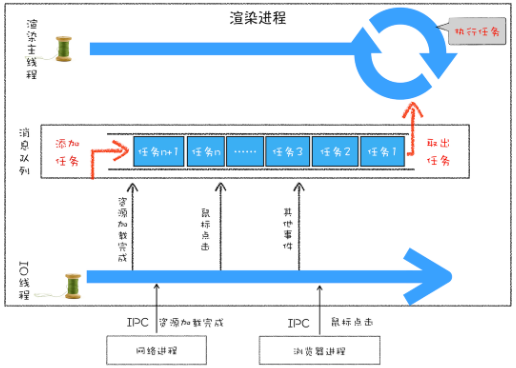 渲染进程
渲染主线程
执行任务
消息队列
添加任务
任务n+1
任务n
……
任务3
任务2
任务1
取出任务
资源加载完成
鼠标点击
其他事件
IO线程
IPC 资源加载完成
IPC 鼠标点击
网络进程
浏览器进程